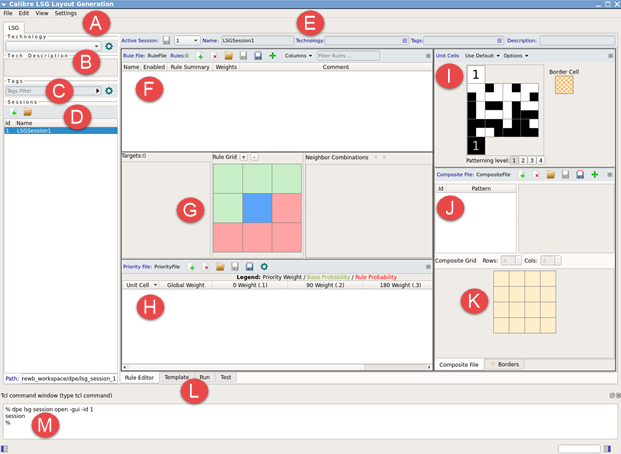 Calibre LSG Layout Generation
File Edit View Settings
A
E
LSG
Technology
Active Session: 1 Name: LSGSession1 Technology: Tags: Description:
Tech Description
B
Tags
Tags Filter
C
Sessions
D
Id Name
1 LSGSession1
Path: rewb_workspace/dpe/lsg_session_1
Rule File: RuleFile Rules:0 Columns Filter Rules...
Name Enabled Rule Summary Weights Comment
F
Targets:0 Rule Grid + - Neighbor Combinations
G
Priority File: PriorityFile
Legend: Priority Weight / Base Probability / Rule Probability
Unit Cell Global Weight 0 Weight (.1) 90 Weight (.2) 180 Weight (.3)
H
Rule Editor Template Run Test
L
Unit Cells Use Default Options
I
1
Border Cell
1
Patterning level: 1 2 3 4
Composite File: CompositeFile
Id Pattern
J
Composite Grid Rows: 4 Cols: 4
K
Composite File Borders
Tcl command window (type tcl command)
% dpe lsg session open -gui -id 1
session
%
M